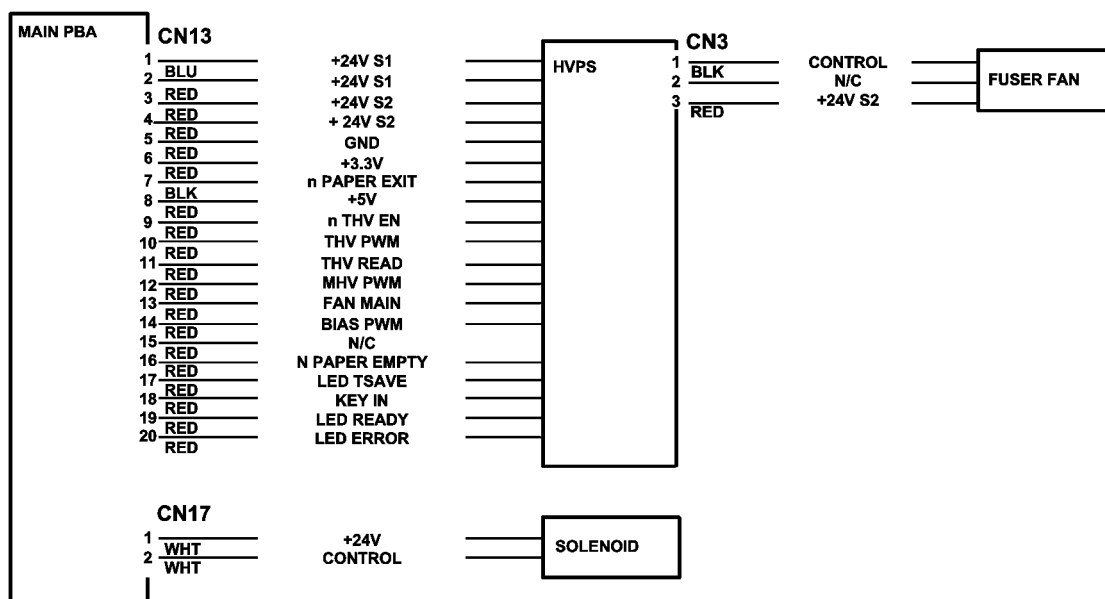 MAIN PBA
CN13
1 BLU +24V S1
2 RED +24V S1
3 RED +24V S2
4 RED + 24V S2
5 RED GND
6 RED +3.3V
7 BLK n PAPER EXIT
8 RED +5V
9 RED n THV EN
10 RED THV PWM
11 RED THV READ
12 RED MHV PWM
13 RED FAN MAIN
14 RED BIAS PWM
15 RED N/C
16 RED N PAPER EMPTY
17 RED LED TSAVE
18 RED KEY IN
19 RED LED READY
20 RED LED ERROR
HVPS
CN3
1 BLK CONTROL
2 N/C
3 RED +24V S2
FUSER FAN
CN17
1 WHT +24V
2 WHT CONTROL
SOLENOID